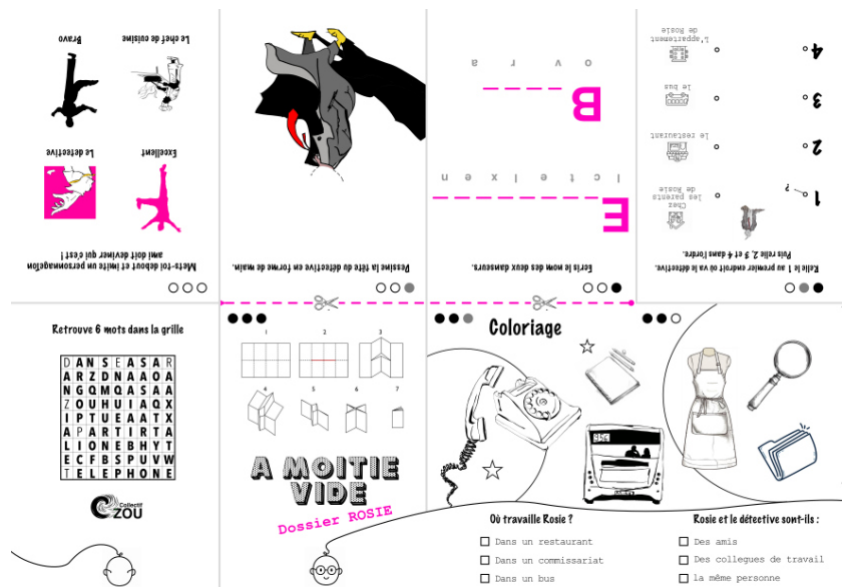 Relie le 1 au premier endroit où va le détective.
Puis relie 2, 3 et 4 dans l'ordre.
1
?
Chez
les parents
de Rosie
2
le restaurant
3
le bus
4
L'appartement
de Rosie
Ecris le nom des deux danseurs.
E
n e x l e t c l
B
a r v o
Dessine la tête du détective en forme de main.
Mets-toi debout et imite un personnage ton
ami doit deviner qui c'est !
Excellent
Le detective
Le chef de cuisine
Bravo
Retrouve 6 mots dans la grille
DANSEASAR
ARZDNAAOA
NGQMQASAA
ZOUHUIAQX
IPTUEAATX
APARTIRTA
LIONEBHYT
ECFBSPUVW
TELEPHONE
Collectif
ZOU
1 2 3
4 5 6 7
A MOITIE
VIDE
Dossier ROSIE
Coloriage
Où travaille Rosie ?
Dans un restaurant
Dans un commissariat
Dans un bus
Rosie et le détective sont-ils :
Des amis
Des collegues de travail
la même personne